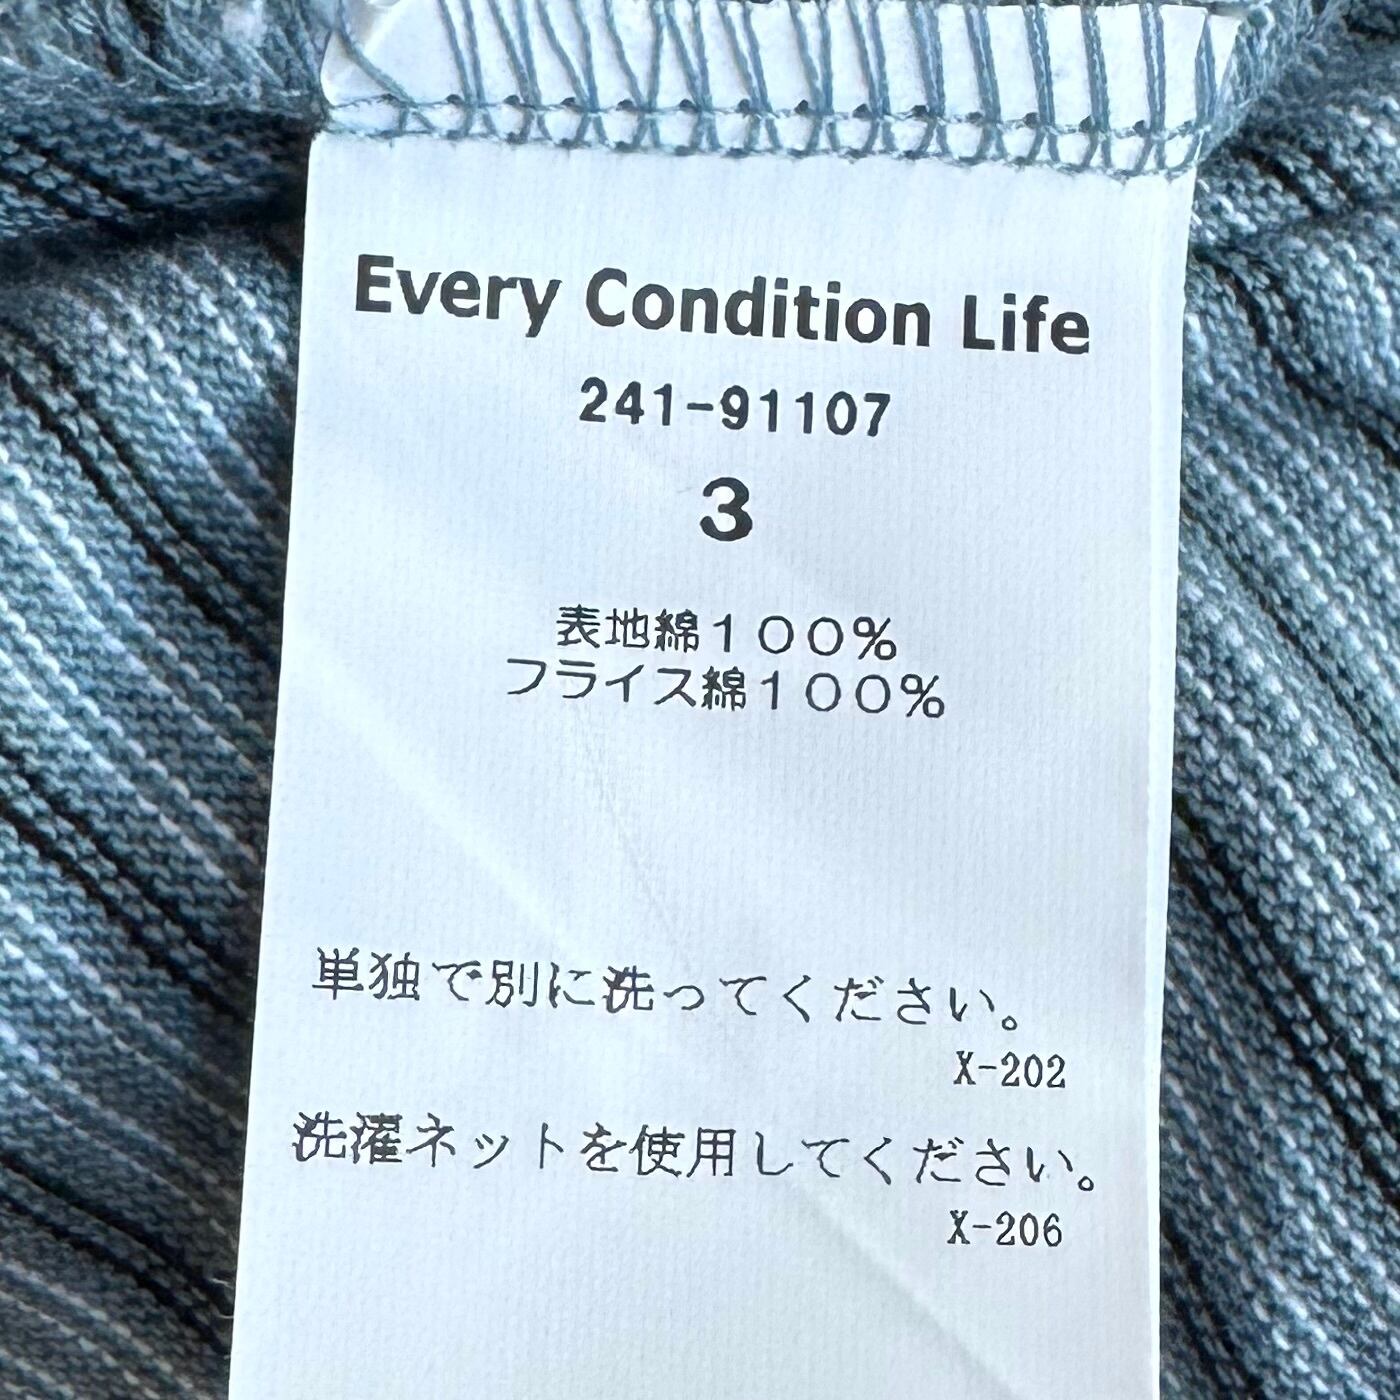 Every Condition Life
241-91107
3
表地綿１００％
フライス綿１００％
単独で別に洗ってください。
X-202
洗濯ネットを使用してください。
X-206